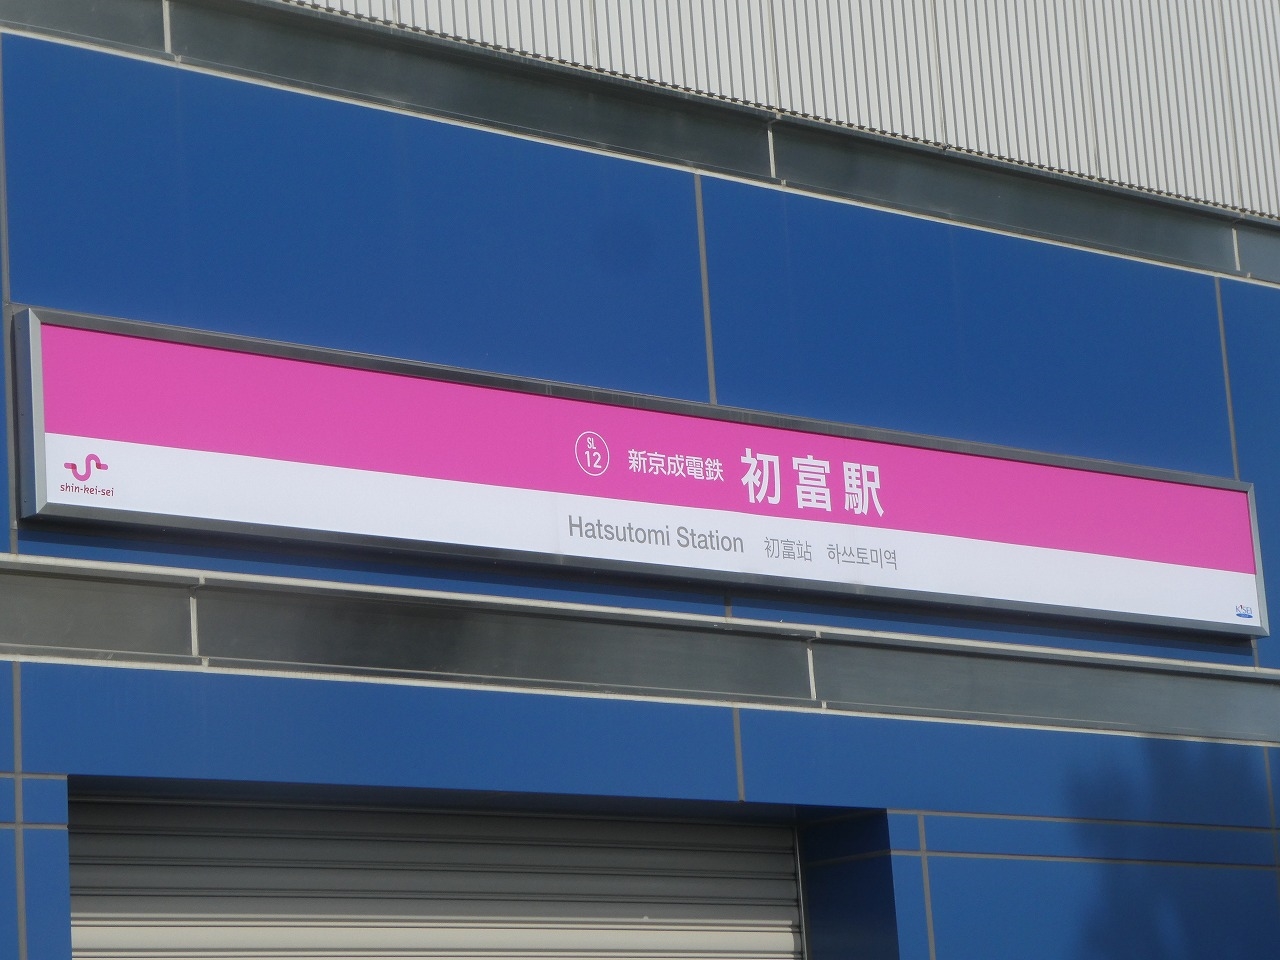 SL
12
新京成電鉄 初富駅
shin-kei-sei
Hatsutomi Station 初富站 하쓰토미역
K'SEI